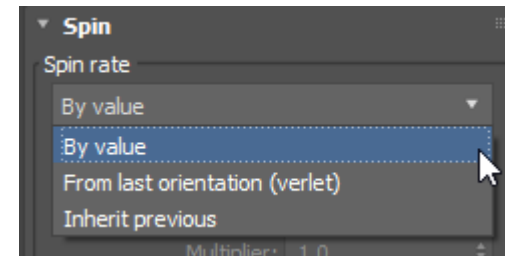 Spin
Spin rate
By value
By value
From last orientation (verlet)
Inherit previous
Multiplier: 1.0